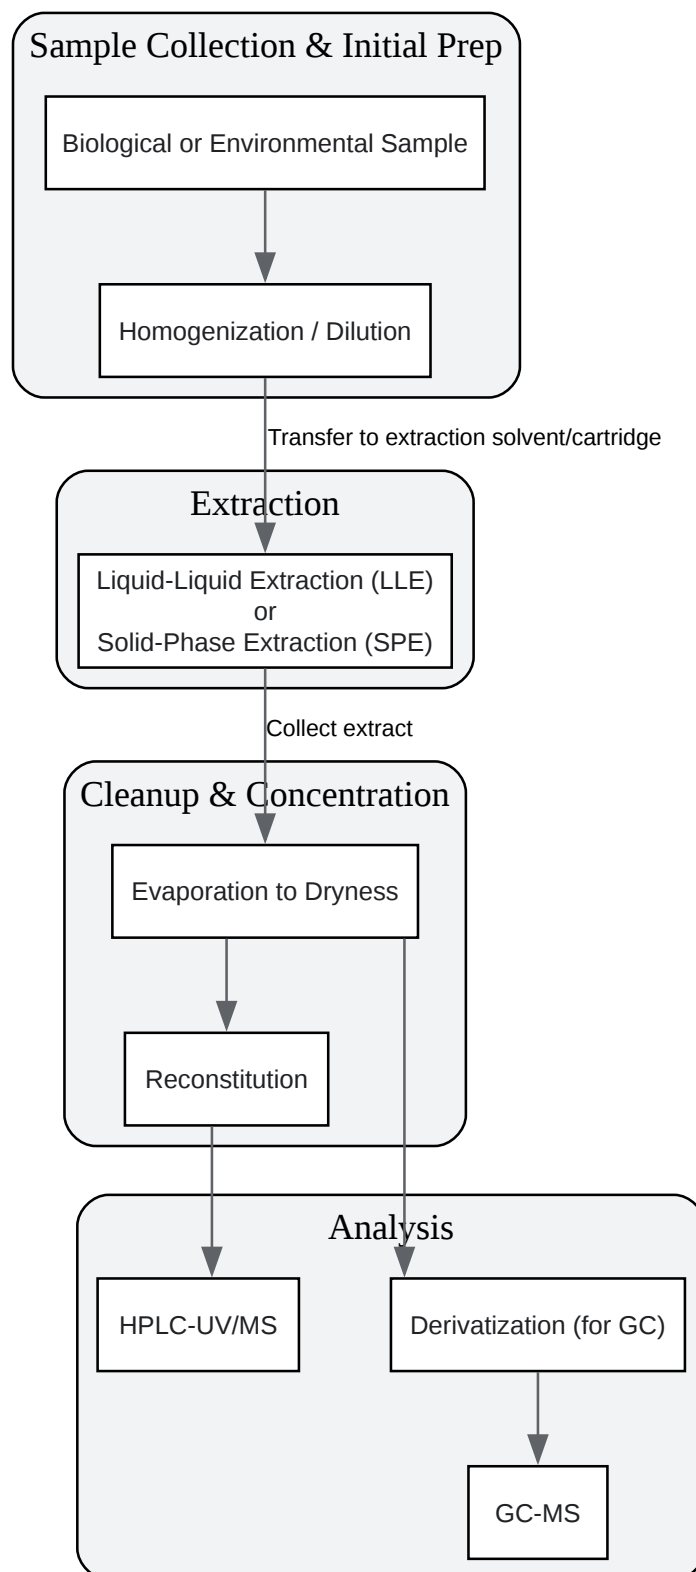 Sample Collection & Initial Prep
Biological or Environmental Sample
Homogenization / Dilution
Transfer to extraction solvent/cartridge
Extraction
Liquid-Liquid Extraction (LLE)
or
Solid-Phase Extraction (SPE)
Collect extract
Cleanup & Concentration
Evaporation to Dryness
Reconstitution
Analysis
HPLC-UV/MS
Derivatization (for GC)
GC-MS